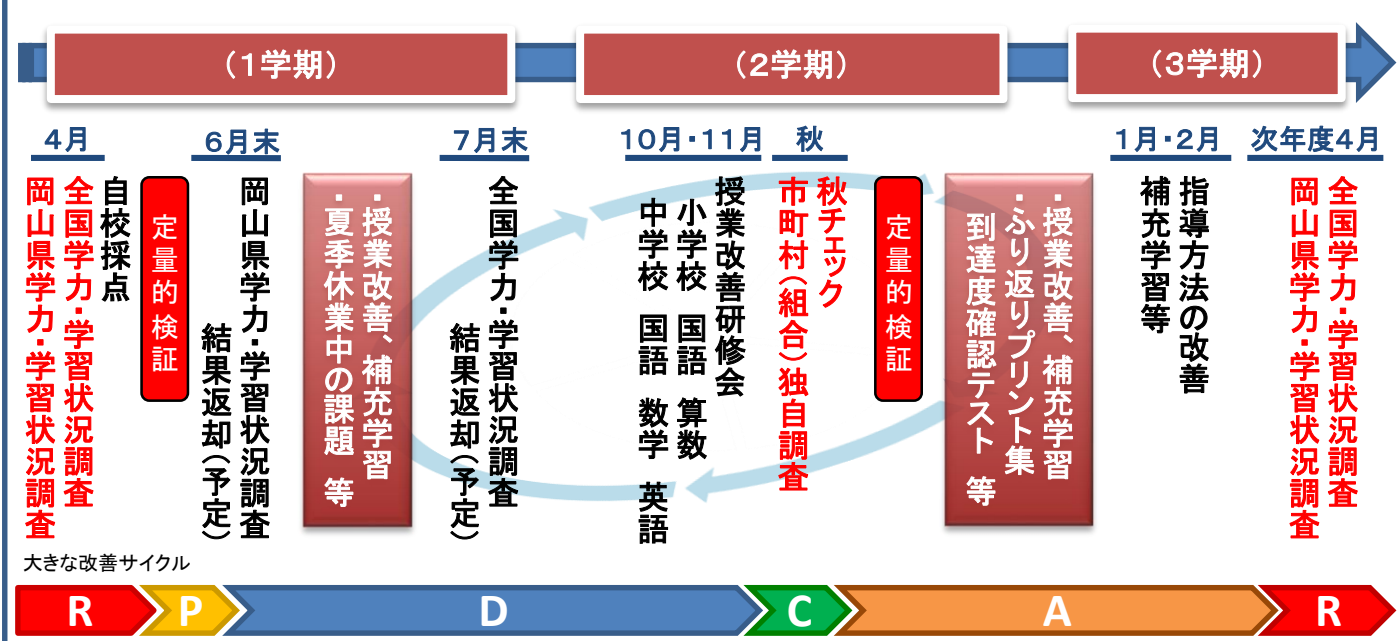 （1学期）
（2学期）
（3学期）
4月
岡山県学力・学習状況調査
全国学力・学習状況調査
自校採点
定量的検証
6月末
岡山県学力・学習状況調査
結果返却（予定）
・授業改善、補充学習
・夏季休業中の課題　等
7月末
全国学力・学習状況調査
結果返却（予定）
10月・11月
授業改善研修会
小学校　国語　算数
中学校　国語　数学　英語
秋
秋チェック
市町村（組合）独自調査
定量的検証
・授業改善、補充学習
・ふり返りプリント集
到達度確認テスト　等
1月・2月
指導方法の改善
補充学習等
次年度4月
全国学力・学習状況調査
岡山県学力・学習状況調査
大きな改善サイクル
R
P
D
C
A
R